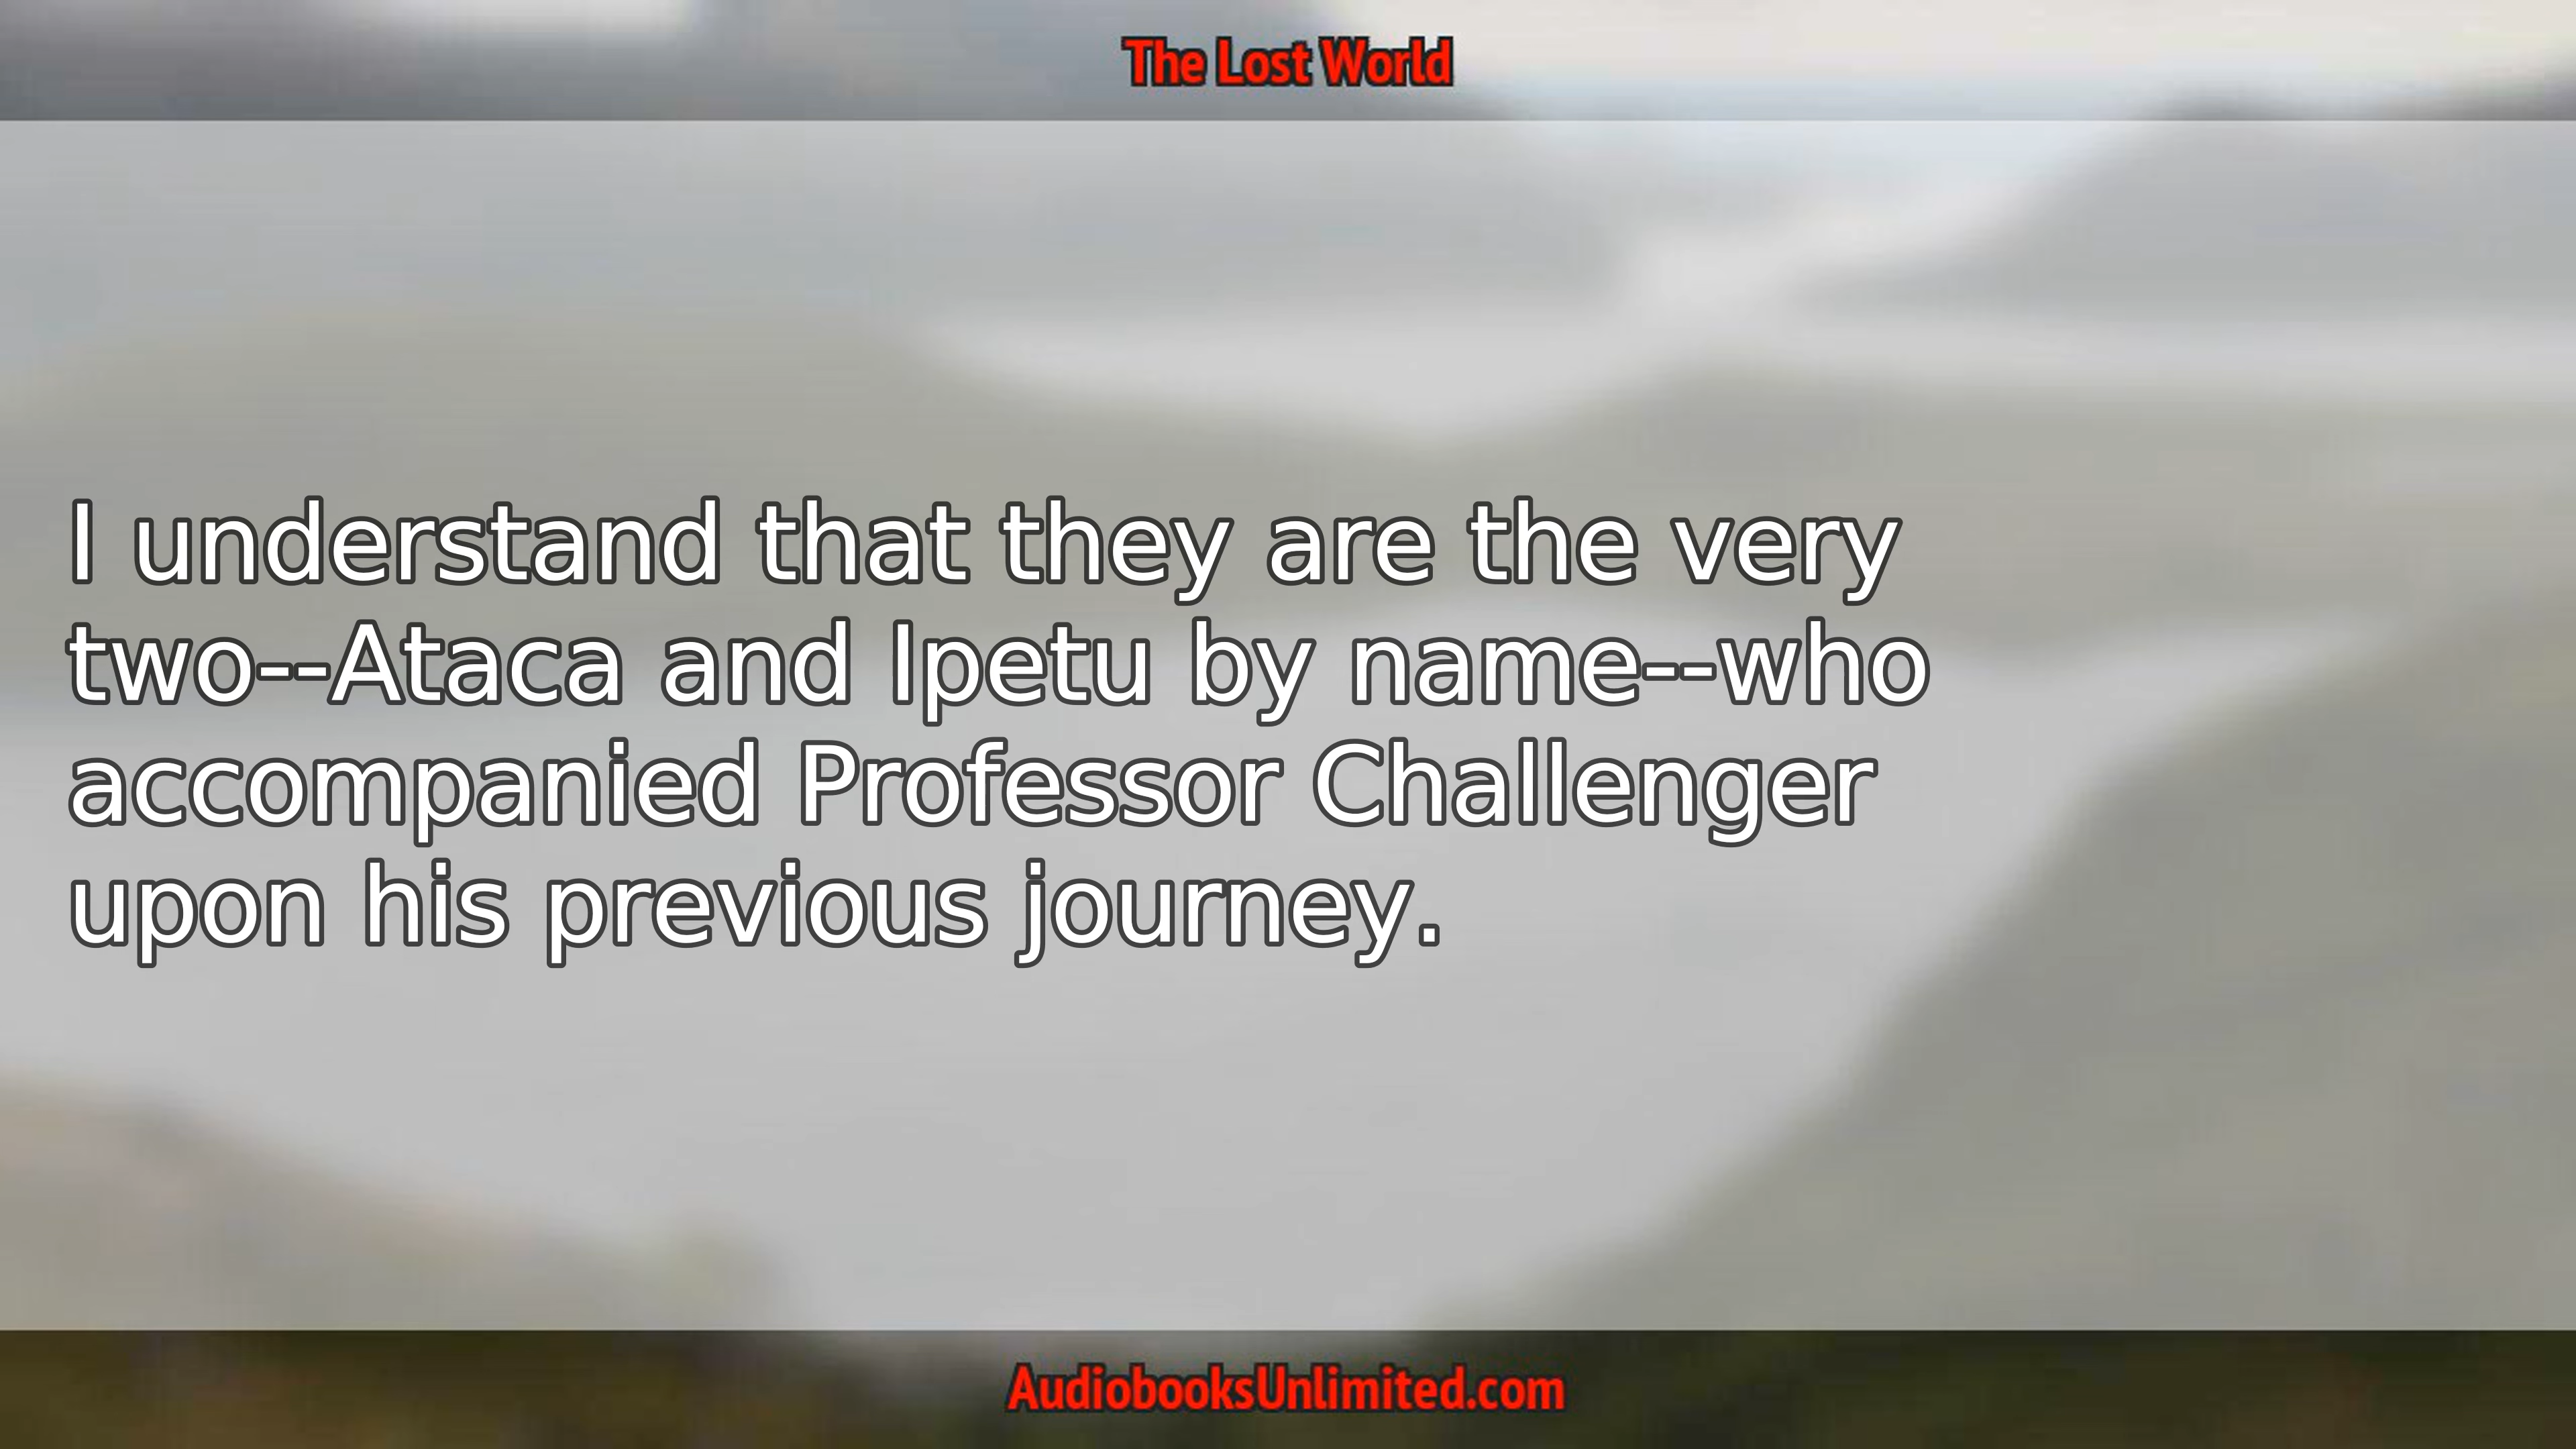 The Lost World
I understand that they are the very
two--Ataca and Ipetu by name--who
accompanied Professor Challenger
upon his previous journey.
AudiobooksUnlimited.com